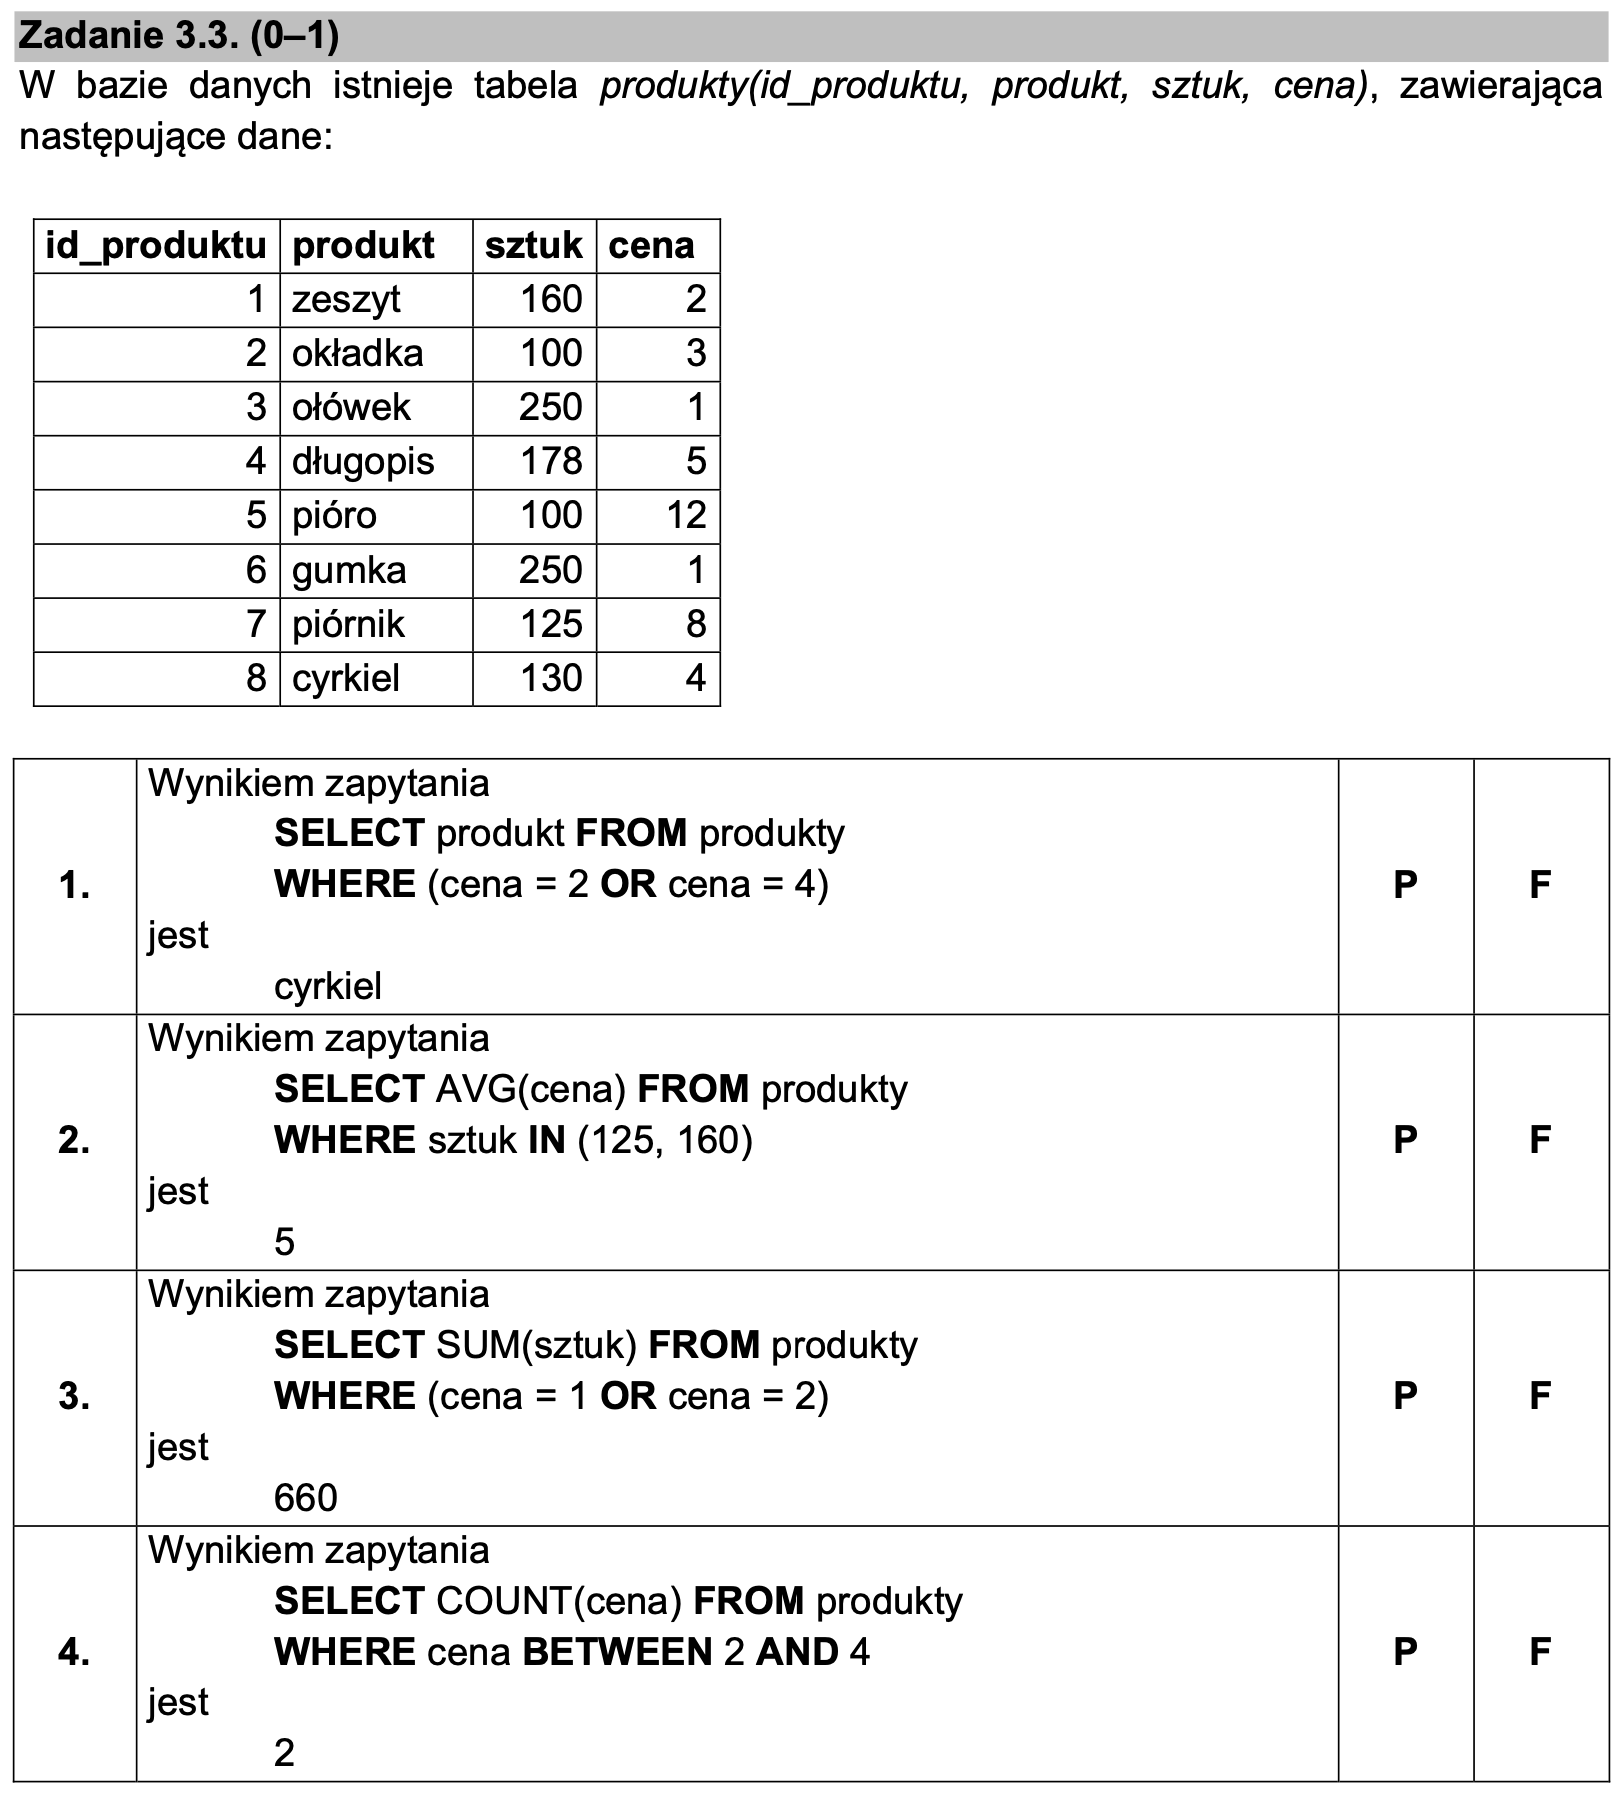 Zadanie 3.3. (0–1)
W bazie danych istnieje tabela produkty(id_produktu, produkt, sztuk, cena), zawierająca
następujące dane:
id_produktu produkt sztuk cena
1 zeszyt 160 2
2 okładka 100 3
3 ołówek 250 1
4 długopis 178 5
5 pióro 100 12
6 gumka 250 1
7 piórnik 125 8
8 cyrkiel 130 4
Wynikiem zapytania
SELECT produkt FROM produkty
1. WHERE (cena = 2 OR cena = 4) P F
jest
cyrkiel
Wynikiem zapytania
SELECT AVG(cena) FROM produkty
2. WHERE sztuk IN (125, 160) P F
jest
5
Wynikiem zapytania
SELECT SUM(sztuk) FROM produkty
3. WHERE (cena = 1 OR cena = 2) P F
jest
660
Wynikiem zapytania
SELECT COUNT(cena) FROM produkty
4. WHERE cena BETWEEN 2 AND 4 P F
jest
2